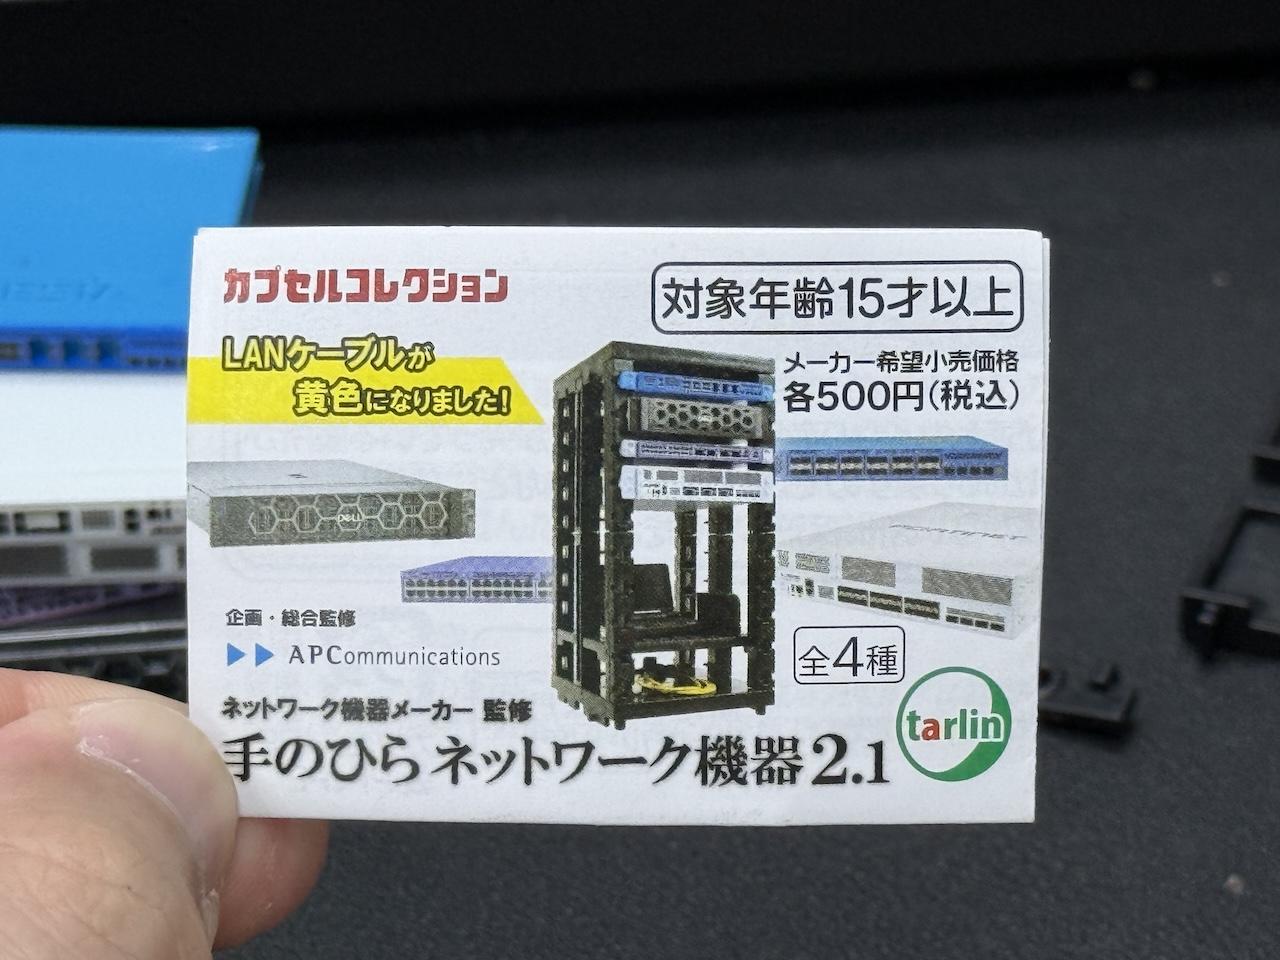 カプセルコレクション
対象年齢15才以上
LANケーブルが
黄色になりました!
メーカー希望小売価格
各500円(税込)
DELL
FORTINET
企画・総合監修
APCommunications
全4種
ネットワーク機器メーカー 監修
手のひらネットワーク機器2.1
tarlin